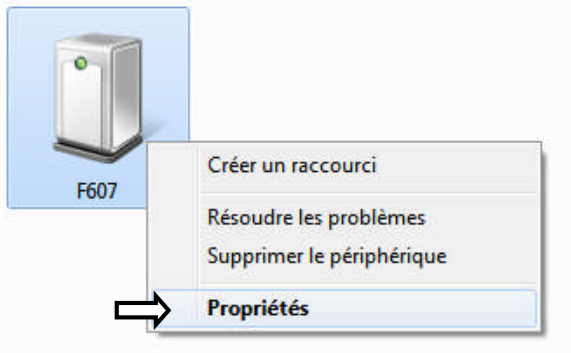 F607
Créer un raccourci
Résoudre les problèmes
Supprimer le périphérique
Propriétés